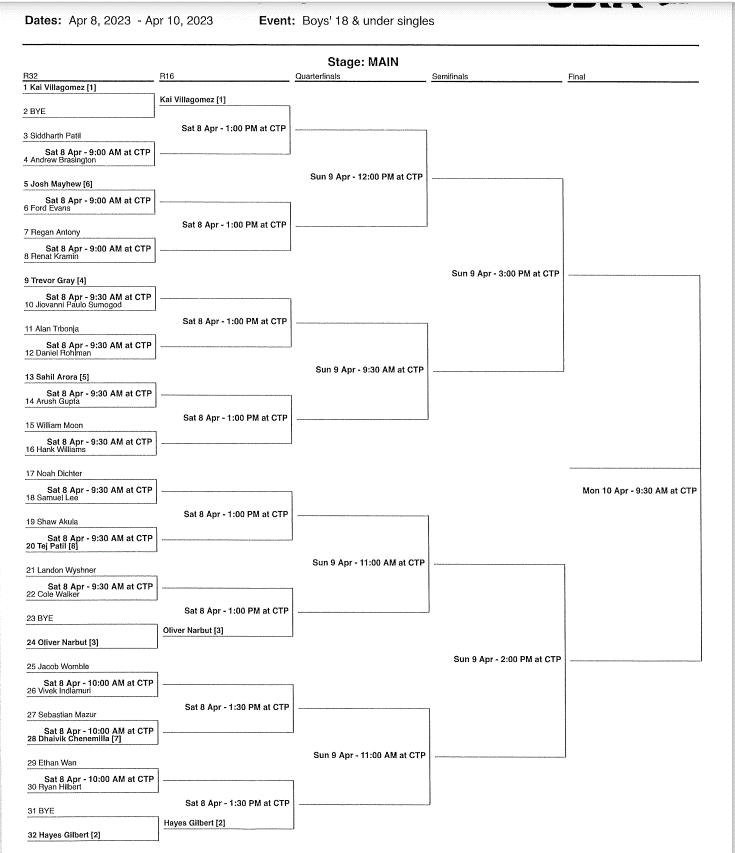 Dates: Apr 8, 2023 - Apr 10, 2023 Event: Boys' 18 & under singles
Stage: MAIN
R32 R16 Quarterfinals Semifinals Final
1 Kai Villagomez [1]
Kai Villagomez [1]
2 BYE
Sat 8 Apr - 1:00 PM at CTP
3 Siddharth Patil
Sat 8 Apr - 9:00 AM at CTP
4 Andrew Brasington
Sun 9 Apr - 12:00 PM at CTP
5 Josh Mayhew [6]
Sat 8 Apr - 9:00 AM at CTP
6 Ford Evans
Sat 8 Apr - 1:00 PM at CTP
7 Regan Antony
Sat 8 Apr - 9:00 AM at CTP
8 Renat Kramin
Sun 9 Apr - 3:00 PM at CTP
9 Trevor Gray [4]
Sat 8 Apr - 9:30 AM at CTP
10 Jiovanni Paulo Sumogod
Sat 8 Apr - 1:00 PM at CTP
11 Alan Trbonja
Sat 8 Apr - 9:30 AM at CTP
12 Daniel Rohlman
Sun 9 Apr - 9:30 AM at CTP
13 Sahil Arora [5]
Sat 8 Apr - 9:30 AM at CTP
14 Arush Gupta
Sat 8 Apr - 1:00 PM at CTP
15 William Moon
Sat 8 Apr - 9:30 AM at CTP
16 Hank Williams
17 Noah Dichter
Sat 8 Apr - 9:30 AM at CTP
Mon 10 Apr - 9:30 AM at CTP
18 Samuel Lee
Sat 8 Apr - 1:00 PM at CTP
19 Shaw Akula
Sat 8 Apr - 9:30 AM at CTP
20 Tej Patil [8]
Sun 9 Apr - 11:00 AM at CTP
21 Landon Wyshner
Sat 8 Apr - 9:30 AM at CTP
22 Cole Walker
Sat 8 Apr - 1:00 PM at CTP
23 BYE
Oliver Narbut [3]
24 Oliver Narbut [3]
Sun 9 Apr - 2:00 PM at CTP
25 Jacob Womble
Sat 8 Apr - 10:00 AM at CTP
26 Vivek Indlamuri
Sat 8 Apr - 1:30 PM at CTP
27 Sebastian Mazur
Sat 8 Apr - 10:00 AM at CTP
28 Dhaivik Chenemilla [7]
Sun 9 Apr - 11:00 AM at CTP
29 Ethan Wan
Sat 8 Apr - 10:00 AM at CTP
30 Ryan Hilbert
Sat 8 Apr - 1:30 PM at CTP
31 BYE
Hayes Gilbert [2]
32 Hayes Gilbert [2]